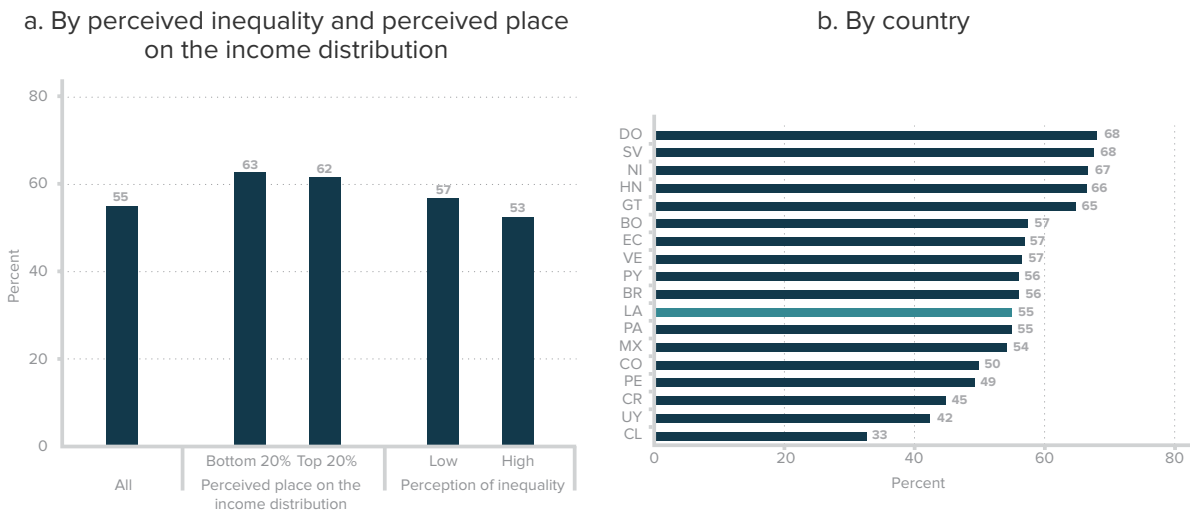 a. By perceived inequality and perceived place
on the income distribution
80
60
40
20
0
Percent
55
63
62
57
53
Bottom 20% Top 20%
Low
High
All
Perceived place on the
income distribution
Perception of inequality
b. By country
DO 68
SV 68
NI 67
HN 66
GT 65
BO 57
EC 57
VE 57
PY 56
BR 56
LA 55
PA 55
MX 54
CO 50
PE 49
CR 45
UY 42
CL 33
0 20 40 60 80
Percent